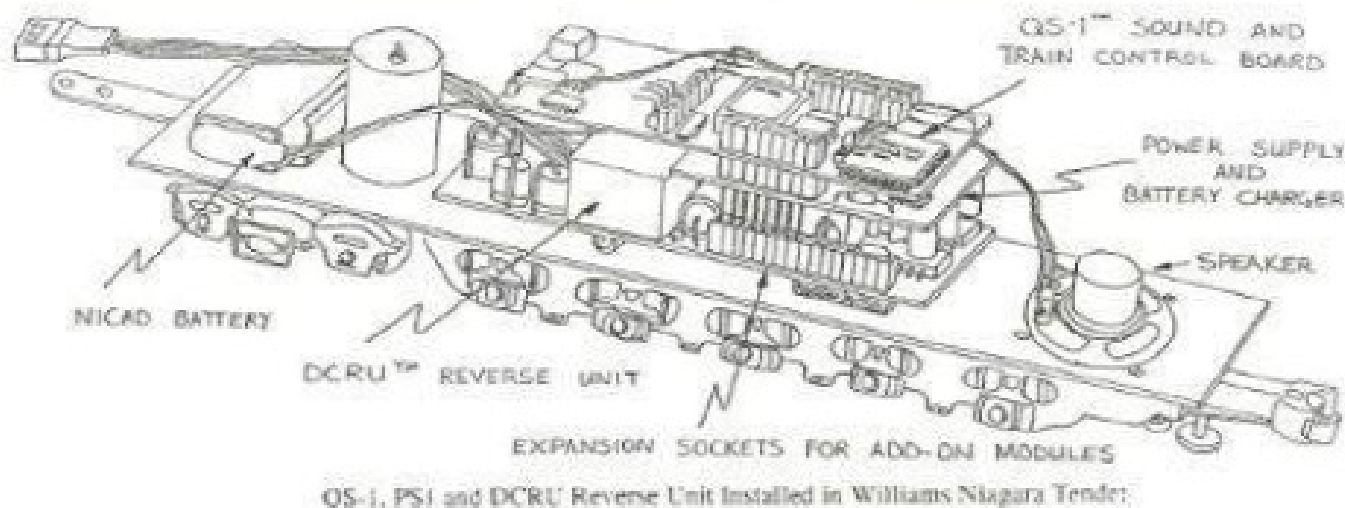 QS-1™ SOUND AND
TRAIN CONTROL BOARD
POWER SUPPLY
AND
BATTERY CHARGER
SPEAKER
NICAD BATTERY
DCRU™ REVERSE UNIT
EXPANSION SOCKETS FOR ADD-ON MODULES
QS-1, PS1 and DCRU Reverse Unit Installed in Williams Niagara Tender